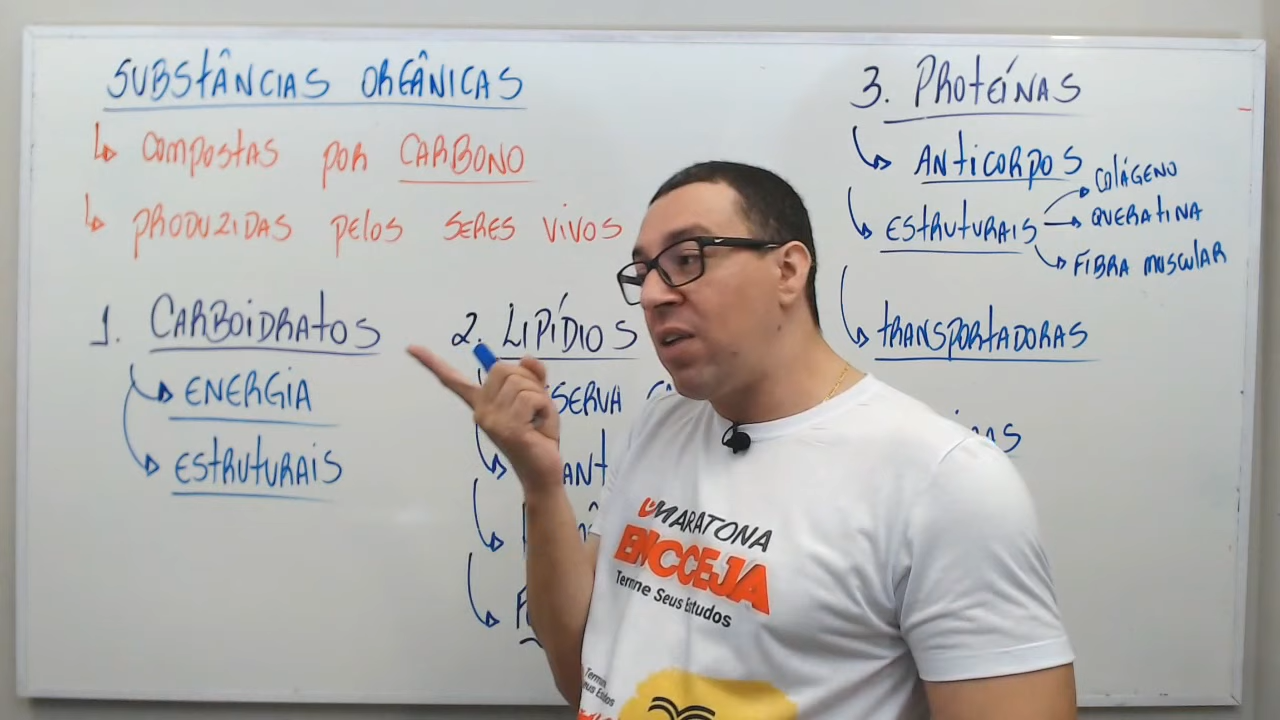 SUBSTÂNCIAS ORGÂNICAS
COMPOSTAS POR CARBONO
PRODUZIDAS PELOS SERES VIVOS
1. CARBOIDRATOS
ENERGIA
ESTRUTURAIS
2. LIPÍDIOS
3. PROTEÍNAS
ANTICORPOS
ESTRUTURAIS
COLÁGENO
QUERATINA
FIBRA MUSCULAR
TRANSPORTADORAS
MARATONA
ENCCEJA
Termine Seus Estudos